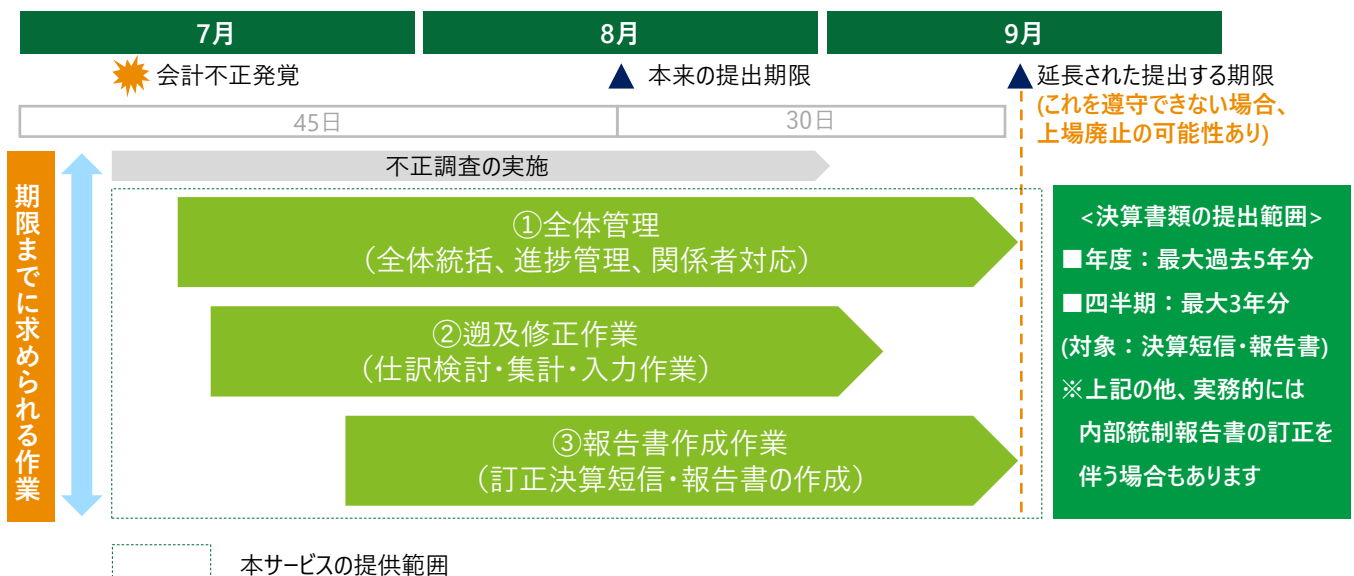 7月
8月
9月
会計不正発覚
本来の提出期限
延長された提出する期限
(これを遵守できない場合、
上場廃止の可能性あり)
45日
30日
期限までに求められる作業
不正調査の実施
①全体管理
（全体統括、進捗管理、関係者対応）
②遡及修正作業
（仕訳検討･集計･入力作業）
③報告書作成作業
（訂正決算短信･報告書の作成）
<決算書類の提出範囲>
■年度：最大過去5年分
■四半期：最大3年分
(対象：決算短信･報告書)
※上記の他、実務的には
内部統制報告書の訂正を
伴う場合もあります
本サービスの提供範囲